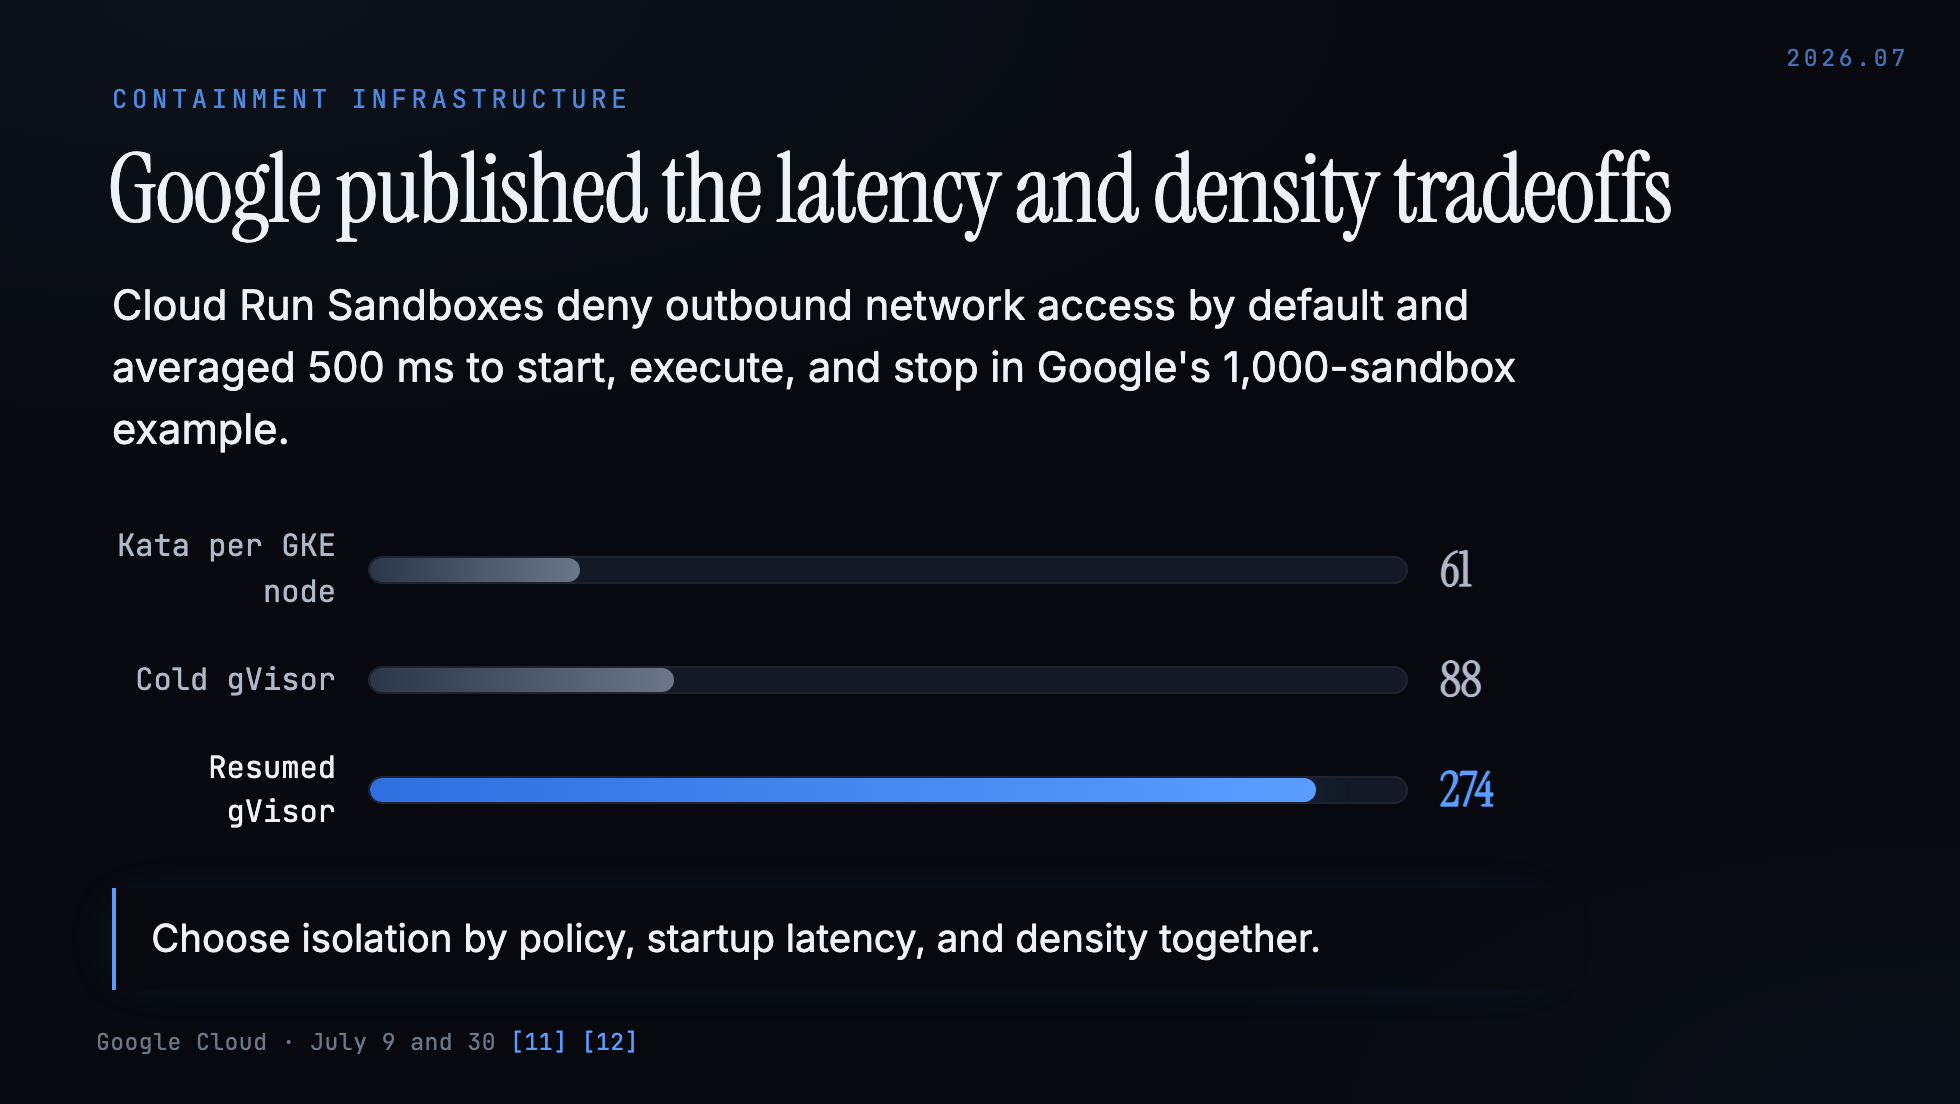 2026.07
CONTAINMENT INFRASTRUCTURE
Google published the latency and density tradeoffs
Cloud Run Sandboxes deny outbound network access by default and
averaged 500 ms to start, execute, and stop in Google's 1,000-sandbox
example.
Kata per GKE
node
61
Cold gVisor
88
Resumed
gVisor
274
Choose isolation by policy, startup latency, and density together.
Google Cloud · July 9 and 30 [11] [12]